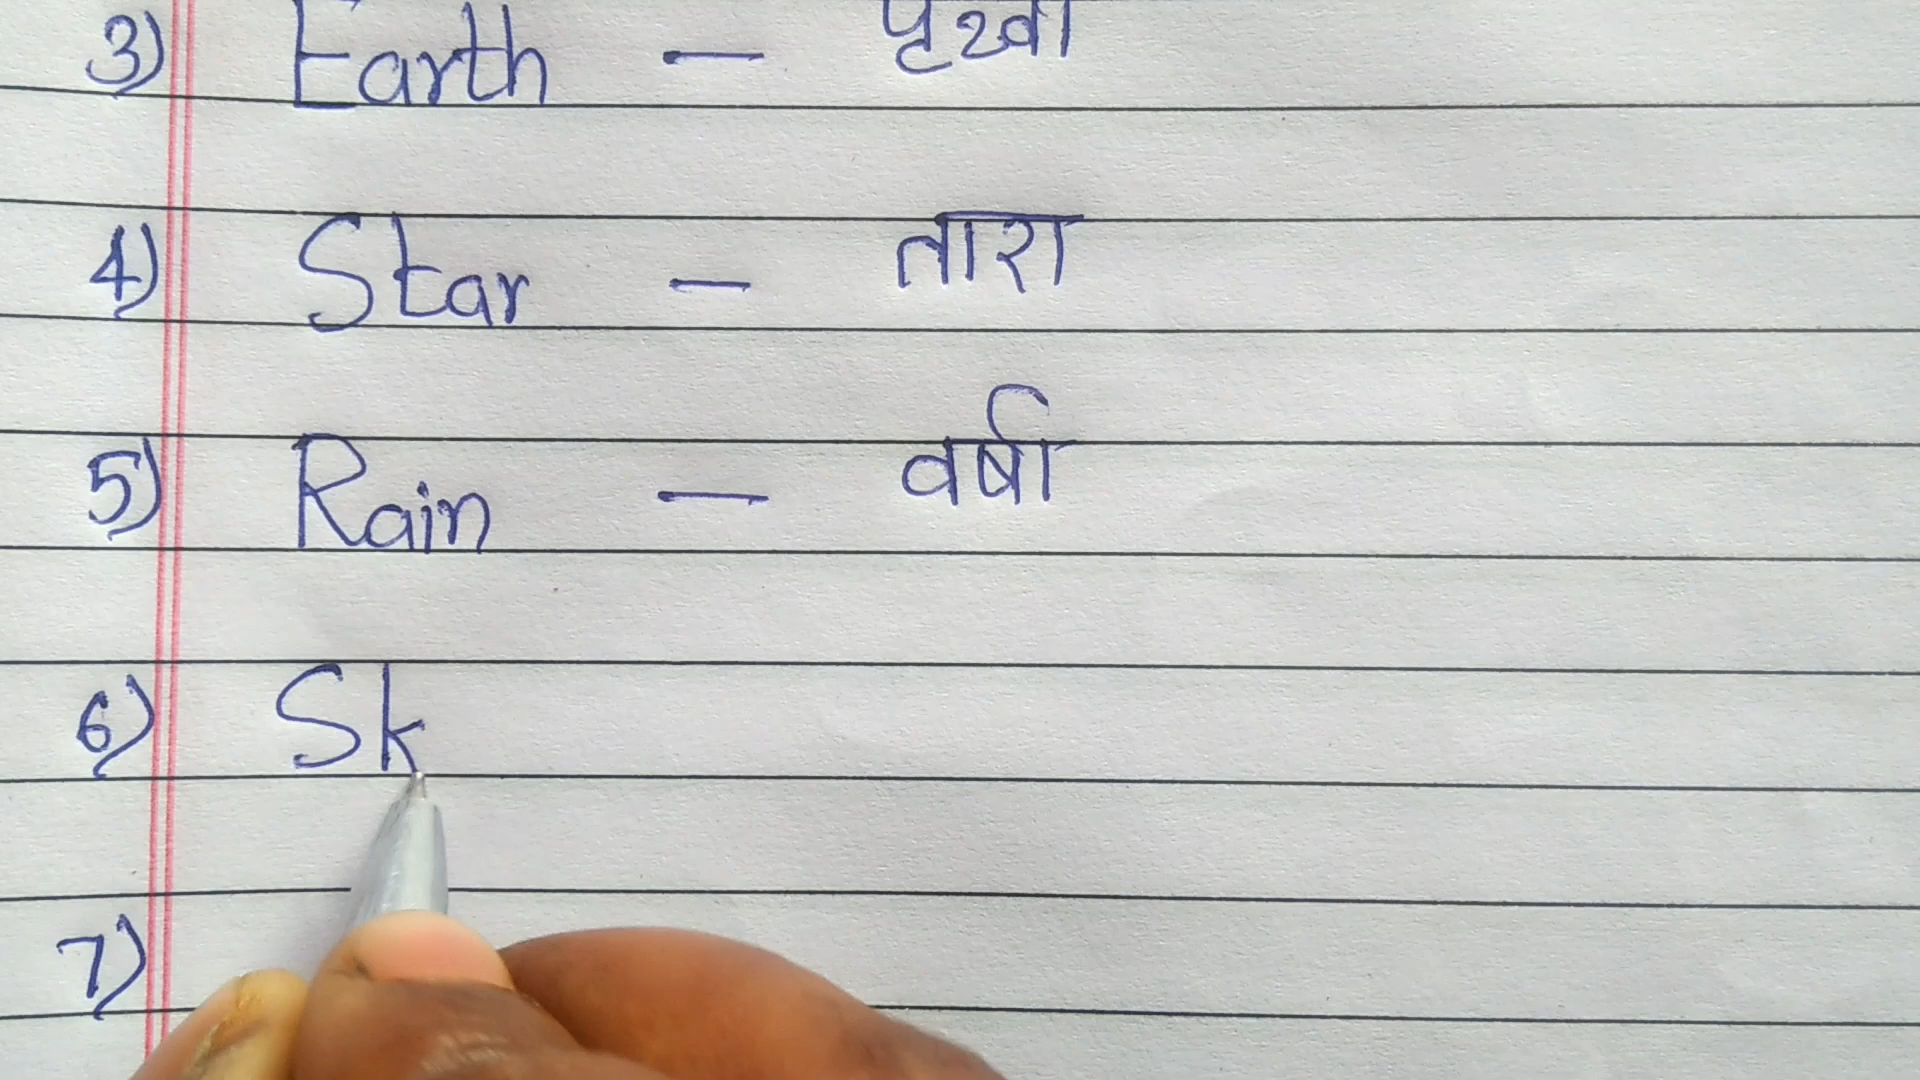 3) Earth — पृथ्वी
4) Star — तारा
5) Rain — वर्षा
6) Sk
7)